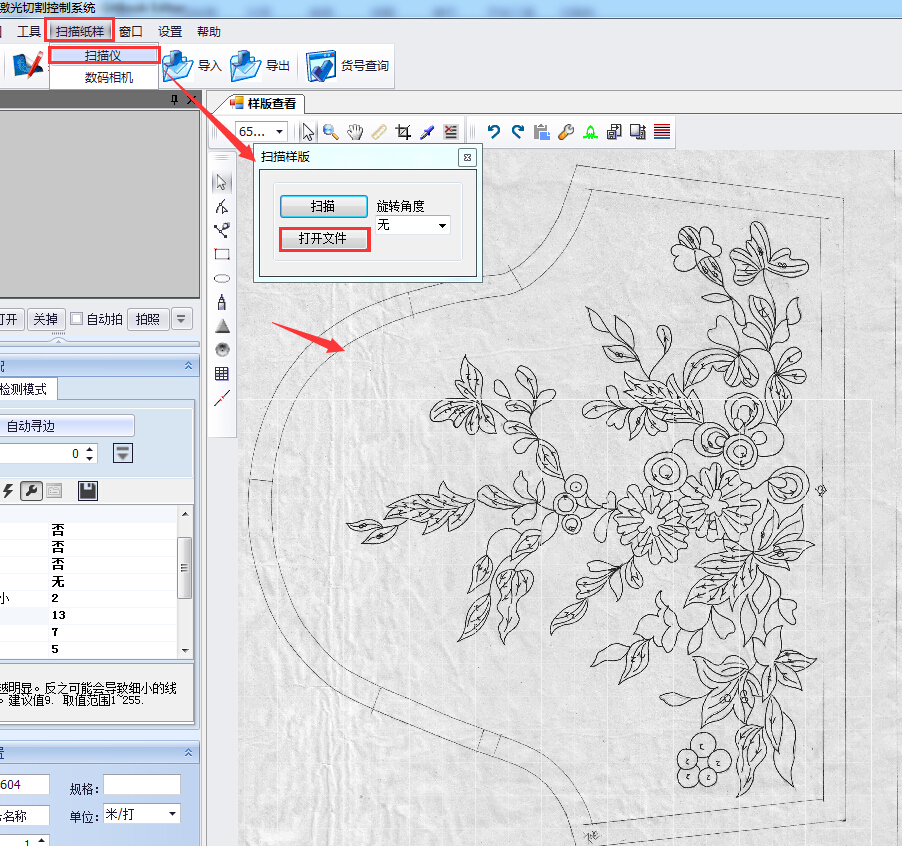 激光切割控制系统
工具 扫描纸样 窗口 设置 帮助
扫描仪
数码相机
导入 导出 货号查询
样版查看
65...
扫描样版
扫描
旋转角度
无
打开文件
打开 关掉 自动拍 拍照
检测模式
自动寻边
0
否
否
否
无
小 2
13
7
5
线明显。反之可能会导致细小的线
。建议值9. 取值范围1~255.
置
604 规格:
名称 单位: 米/打
1